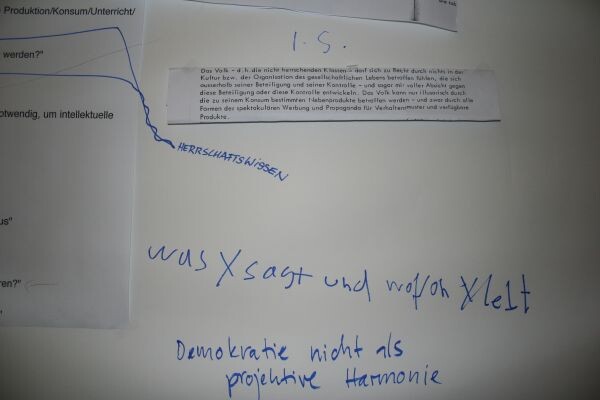 Produktion/Konsum/Unterricht/
werden?"
otwendig, um intellektuelle
us"
ren?"
I.S.
Das Volk – d.h. die nicht herrschenden Klassen – darf sich zu Recht durch nichts in der
Kultur bzw. der Organisation des gesellschaftlichen Lebens betroffen fühlen, die sich
ausserhalb seiner Beteiligung und seiner Kontrolle – und sogar mit voller Absicht gegen
diese Beteiligung oder diese Kontrolle entwickeln. Das Volk kann nur illusorisch durch
die zu seinem Konsum bestimmten Nebenprodukte betroffen werden – und zwar durch alle
Formen der spektakulären Werbung und Propaganda für Verhaltensmuster und verfügbare
Produkte.
HERRSCHAFTSWISSEN
was X sagt und wofon X lebt
Demokratie nicht als
projektive Harmonie